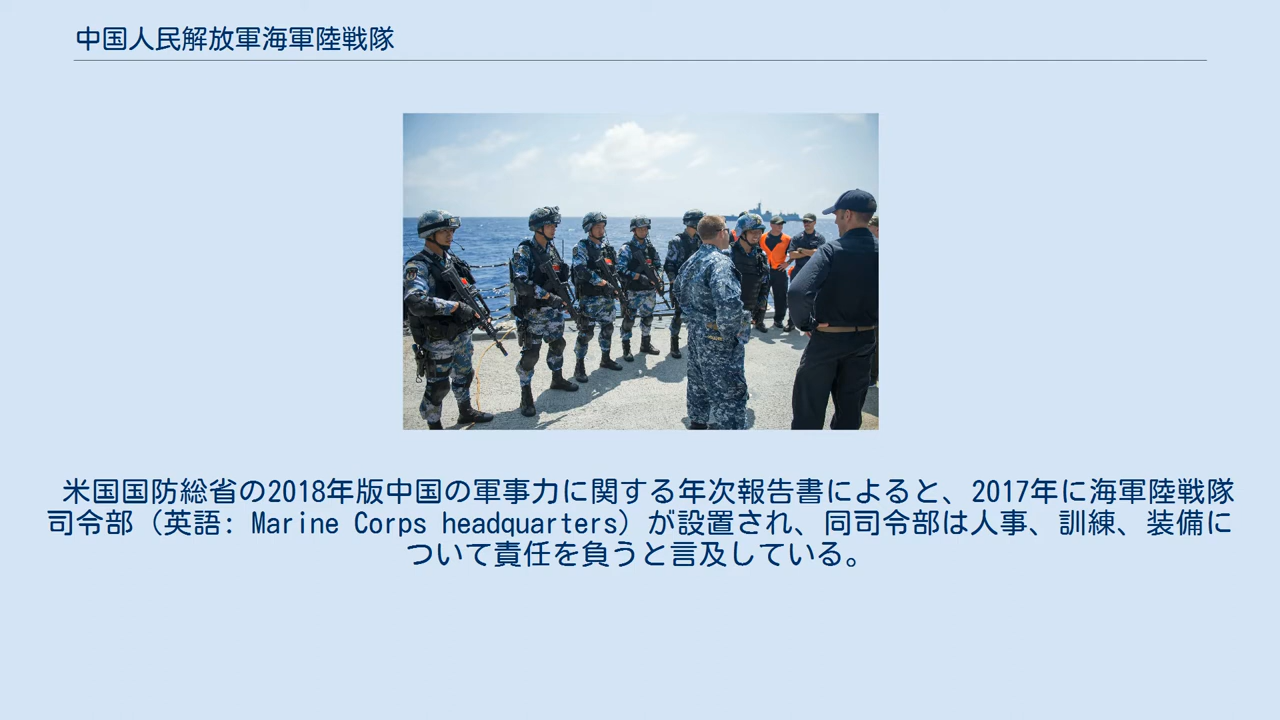 中国人民解放軍海軍陸戦隊
米国国防総省の2018年版中国の軍事力に関する年次報告書によると、2017年に海軍陸戦隊
司令部（英語: Marine Corps headquarters）が設置され、同司令部は人事、訓練、装備に
ついて責任を負うと言及している。